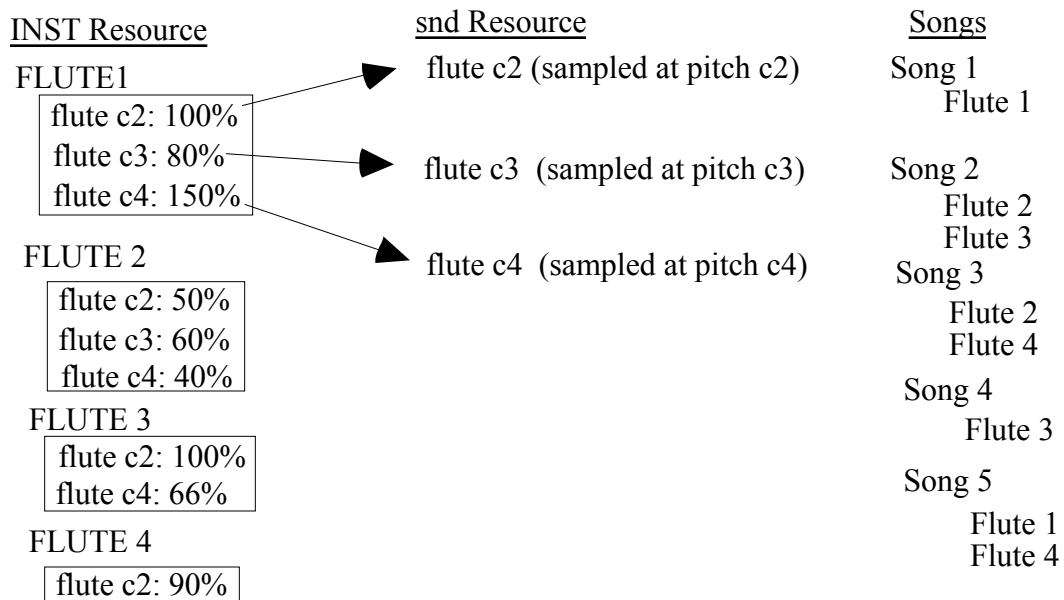 INST Resource
FLUTE1
flute c2: 100%
flute c3: 80%
flute c4: 150%
FLUTE 2
flute c2: 50%
flute c3: 60%
flute c4: 40%
FLUTE 3
flute c2: 100%
flute c4: 66%
FLUTE 4
flute c2: 90%
snd Resource
flute c2 (sampled at pitch c2)
flute c3 (sampled at pitch c3)
flute c4 (sampled at pitch c4)
Songs
Song 1
Flute 1
Song 2
Flute 2
Flute 3
Song 3
Flute 2
Flute 4
Song 4
Flute 3
Song 5
Flute 1
Flute 4